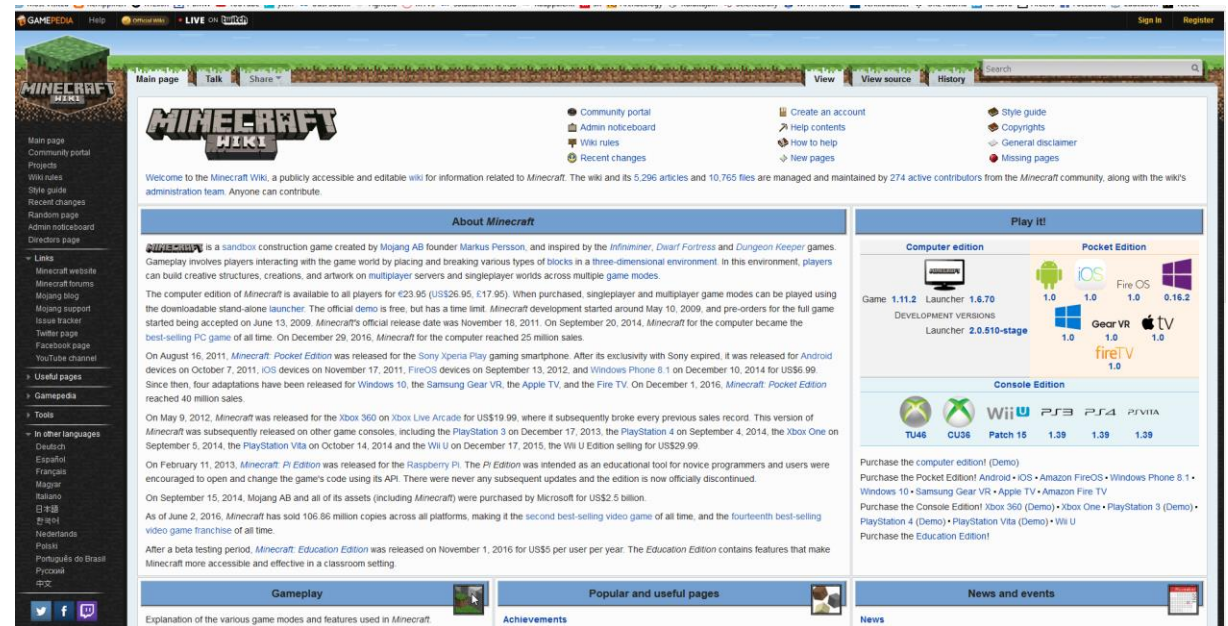 GAMEPEDIA Help Official Wiki • LIVE ON twitch Sign In Register
MINECRAFT WIKI
Main page Talk Share View View source History Search
Main page
Community portal
Projects
Wiki rules
Style guide
Recent changes
Random page
Admin noticeboard
Directors page
Links
Minecraft website
Minecraft forums
Mojang blog
Mojang support
Issue tracker
Twitter page
Facebook page
YouTube channel
Useful pages
Gamepedia
Tools
In other languages
Deutsch
Español
Français
Magyar
Italiano
日本語
한국어
Nederlands
Polski
Português do Brasil
Русский
中文
MINECRAFT WIKI
Community portal
Admin noticeboard
Wiki rules
Recent changes
Create an account
Help contents
How to help
New pages
Style guide
Copyrights
General disclaimer
Missing pages
Welcome to the Minecraft Wiki, a publicly accessible and editable wiki for information related to Minecraft. The wiki and its 5,296 articles and 10,765 files are managed and maintained by 274 active contributors from the Minecraft community, along with the wiki's
administration team. Anyone can contribute.
About Minecraft
MINECRAFT is a sandbox construction game created by Mojang AB founder Markus Persson, and inspired by the Infiniminer, Dwarf Fortress and Dungeon Keeper games.
Gameplay involves players interacting with the game world by placing and breaking various types of blocks in a three-dimensional environment. In this environment, players
can build creative structures, creations, and artwork on multiplayer servers and singleplayer worlds across multiple game modes.
The computer edition of Minecraft is available to all players for €23.95 (US$26.95, £17.95). When purchased, singleplayer and multiplayer game modes can be played using
the downloadable stand-alone launcher. The official demo is free, but has a time limit. Minecraft development started around May 10, 2009, and pre-orders for the full game
started being accepted on June 13, 2009. Minecraft's official release date was November 18, 2011. On September 20, 2014, Minecraft for the computer became the
best-selling PC game of all time. On December 29, 2016, Minecraft for the computer reached 25 million sales.
On August 16, 2011, Minecraft: Pocket Edition was released for the Sony Xperia Play gaming smartphone. After its exclusivity with Sony expired, it was released for Android
devices on October 7, 2011, iOS devices on November 17, 2011, FireOS devices on September 13, 2012, and Windows Phone 8.1 on December 10, 2014 for US$6.99.
Since then, four adaptations have been released for Windows 10, the Samsung Gear VR, the Apple TV, and the Fire TV. On December 1, 2016, Minecraft: Pocket Edition
reached 40 million sales.
On May 9, 2012, Minecraft was released for the Xbox 360 on Xbox Live Arcade for US$19.99, where it subsequently broke every previous sales record. This version of
Minecraft was subsequently released on other game consoles, including the PlayStation 3 on December 17, 2013, the PlayStation 4 on September 4, 2014, the Xbox One on
September 5, 2014, the PlayStation Vita on October 14, 2014 and the Wii U on December 17, 2015, the Wii U Edition selling for US$29.99.
On February 11, 2013, Minecraft: Pi Edition was released for the Raspberry Pi. The Pi Edition was intended as an educational tool for novice programmers and users were
encouraged to open and change the game's code using its API. There were never any subsequent updates and the edition is now officially discontinued.
On September 15, 2014, Mojang AB and all of its assets (including Minecraft) were purchased by Microsoft for US$2.5 billion.
As of June 2, 2016, Minecraft has sold 106.86 million copies across all platforms, making it the second best-selling video game of all time, and the fourteenth best-selling
video game franchise of all time.
After a beta testing period, Minecraft: Education Edition was released on November 1, 2016 for US$5 per user per year. The Education Edition contains features that make
Minecraft more accessible and effective in a classroom setting.
Play it!
Computer edition
MINECRAFT
Game 1.11.2 Launcher 1.6.70
DEVELOPMENT VERSIONS
Launcher 2.0.510-stage
Pocket Edition
iOS Fire OS
1.0 1.0 1.0 0.16.2
Gear VR tv
1.0 1.0 1.0
fireTV
1.0
Console Edition
Wii U PS3 PS4 PSVITA
TU46 CU36 Patch 15 1.39 1.39 1.39
Purchase the computer edition! (Demo)
Purchase the Pocket Edition! Android • iOS • Amazon FireOS • Windows Phone 8.1 •
Windows 10 • Samsung Gear VR • Apple TV • Amazon Fire TV
Purchase the Console Edition! Xbox 360 (Demo) • Xbox One • PlayStation 3 (Demo) •
PlayStation 4 (Demo) • PlayStation Vita (Demo) • Wii U
Purchase the Education Edition!
Gameplay
Explanation of the various game modes and features used in Minecraft.
Popular and useful pages
Achievements
News and events
News